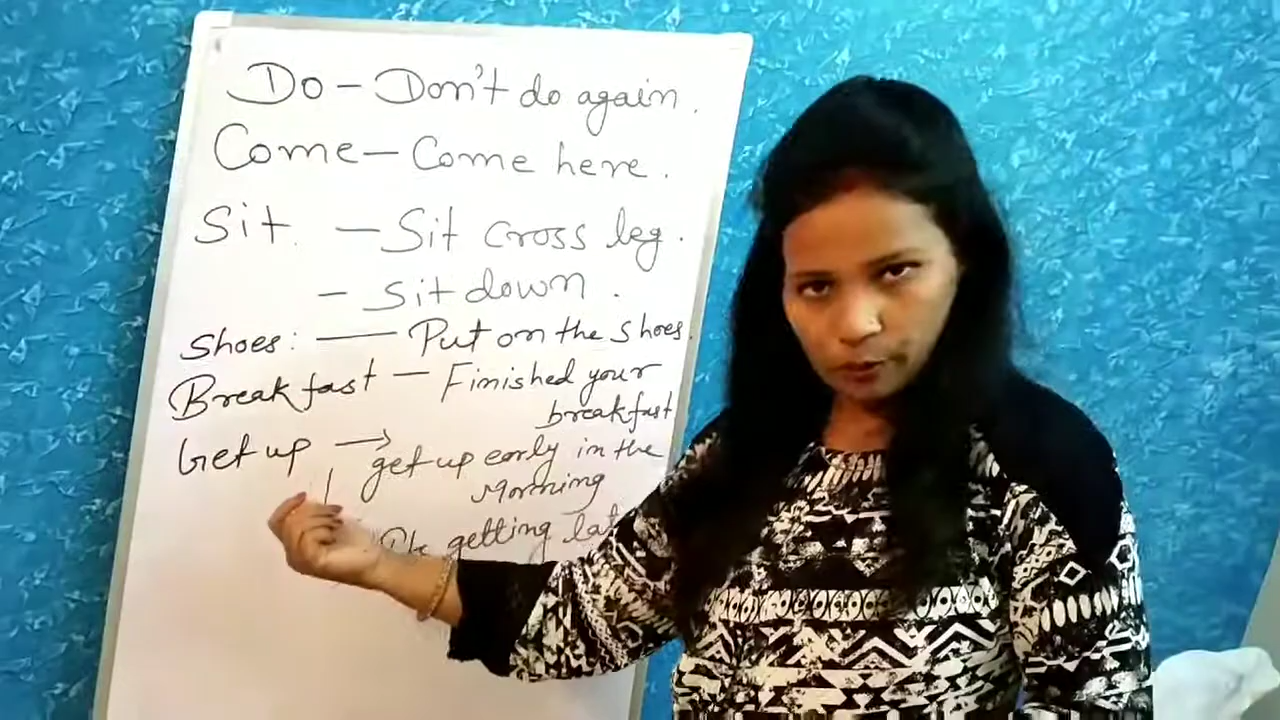 Do - Don't do again.
Come - Come here.
Sit. - Sit cross leg.
- Sit down.
Shoes: - Put on the shoes.
Breakfast - Finished your
breakfast
Get up → get up early in the
Morning
getting